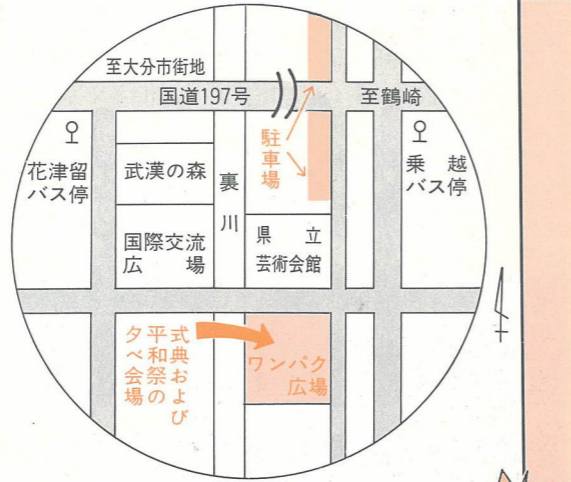 至大分市街地
国道197号
至鶴崎
駐車場
花津留
バス停
武漢の森
裏川
乗越
バス停
国際交流
広場
県立
芸術会館
式典および
平和祭の
夕べ会場
ワンパク
広場